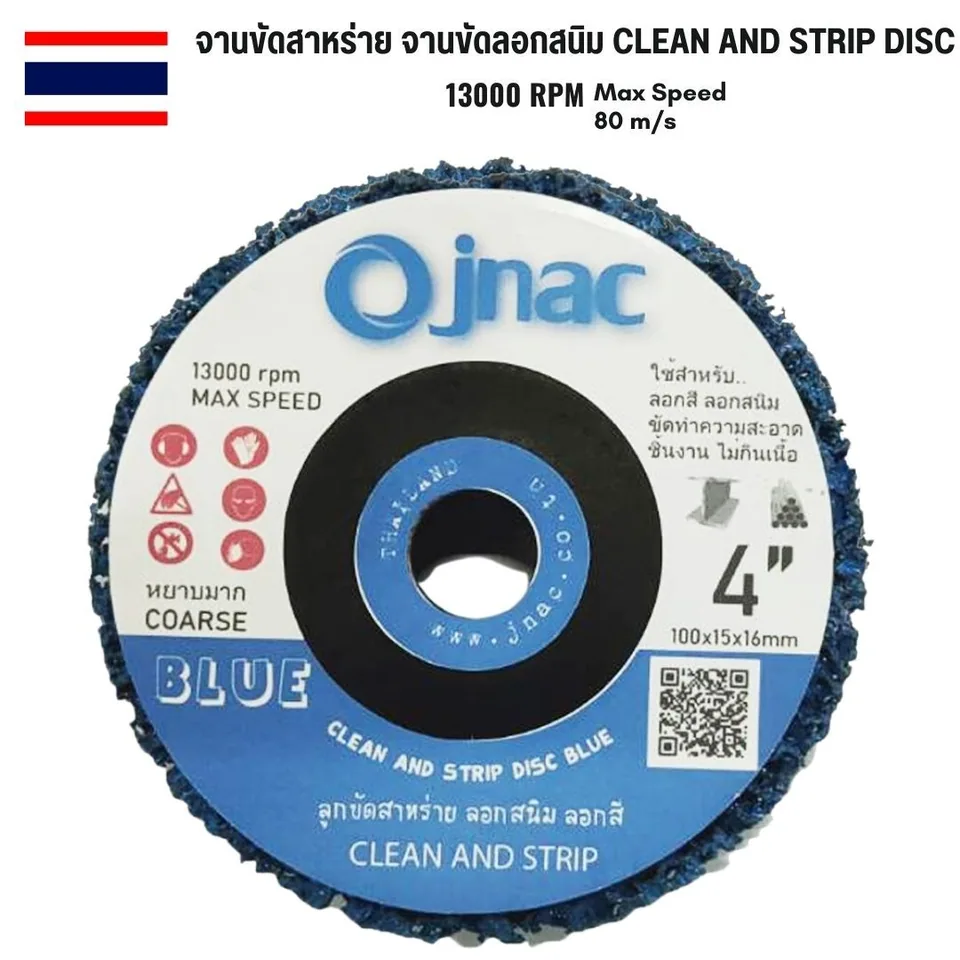 จานขัดสาหร่าย จานขัดลอกสนิม CLEAN AND STRIP DISC
13000 RPM Max Speed
80 m/s
jnac
13000 rpm
MAX SPEED
ใช้สำหรับ..
ลอกสี ลอกสนิม
ขัดทำความสะอาด
ชิ้นงาน ไม่กินเนื้อ
THAILAND
www.jnac.co.
หยาบมาก
COARSE
4”
100x15x16mm
BLUE
CLEAN AND STRIP DISC BLUE
ลูกขัดสาหร่าย ลอกสนิม ลอกสี
CLEAN AND STRIP